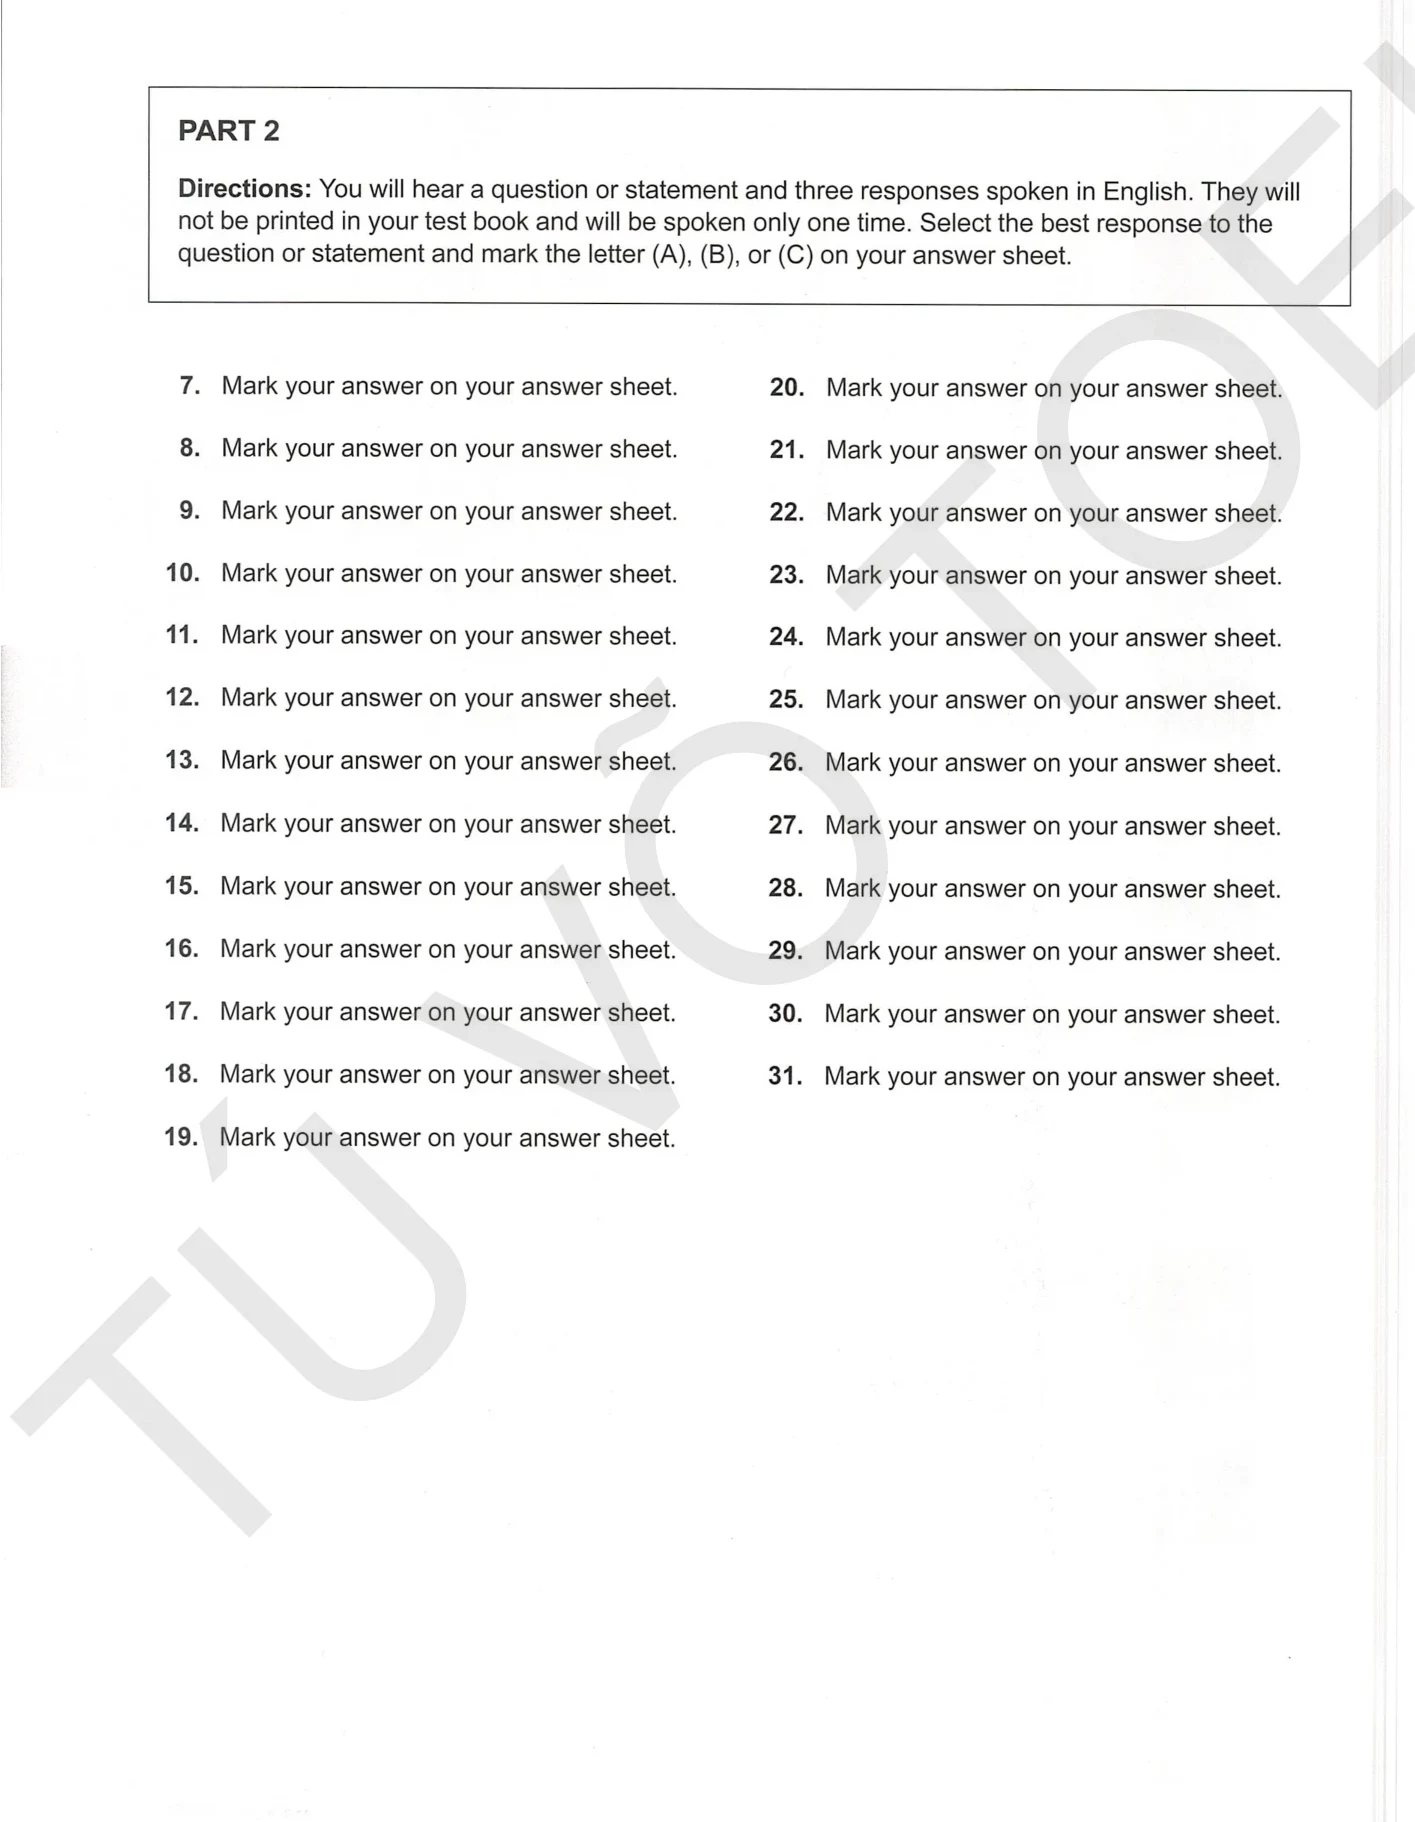 PART 2
Directions: You will hear a question or statement and three responses spoken in English. They will
not be printed in your test book and will be spoken only one time. Select the best response to the
question or statement and mark the letter (A), (B), or (C) on your answer sheet.
7. Mark your answer on your answer sheet.
8. Mark your answer on your answer sheet.
9. Mark your answer on your answer sheet.
10. Mark your answer on your answer sheet.
11. Mark your answer on your answer sheet.
12. Mark your answer on your answer sheet.
13. Mark your answer on your answer sheet.
14. Mark your answer on your answer sheet.
15. Mark your answer on your answer sheet.
16. Mark your answer on your answer sheet.
17. Mark your answer on your answer sheet.
18. Mark your answer on your answer sheet.
19. Mark your answer on your answer sheet.
20. Mark your answer on your answer sheet.
21. Mark your answer on your answer sheet.
22. Mark your answer on your answer sheet.
23. Mark your answer on your answer sheet.
24. Mark your answer on your answer sheet.
25. Mark your answer on your answer sheet.
26. Mark your answer on your answer sheet.
27. Mark your answer on your answer sheet.
28. Mark your answer on your answer sheet.
29. Mark your answer on your answer sheet.
30. Mark your answer on your answer sheet.
31. Mark your answer on your answer sheet.
TÚ VÕ TOE